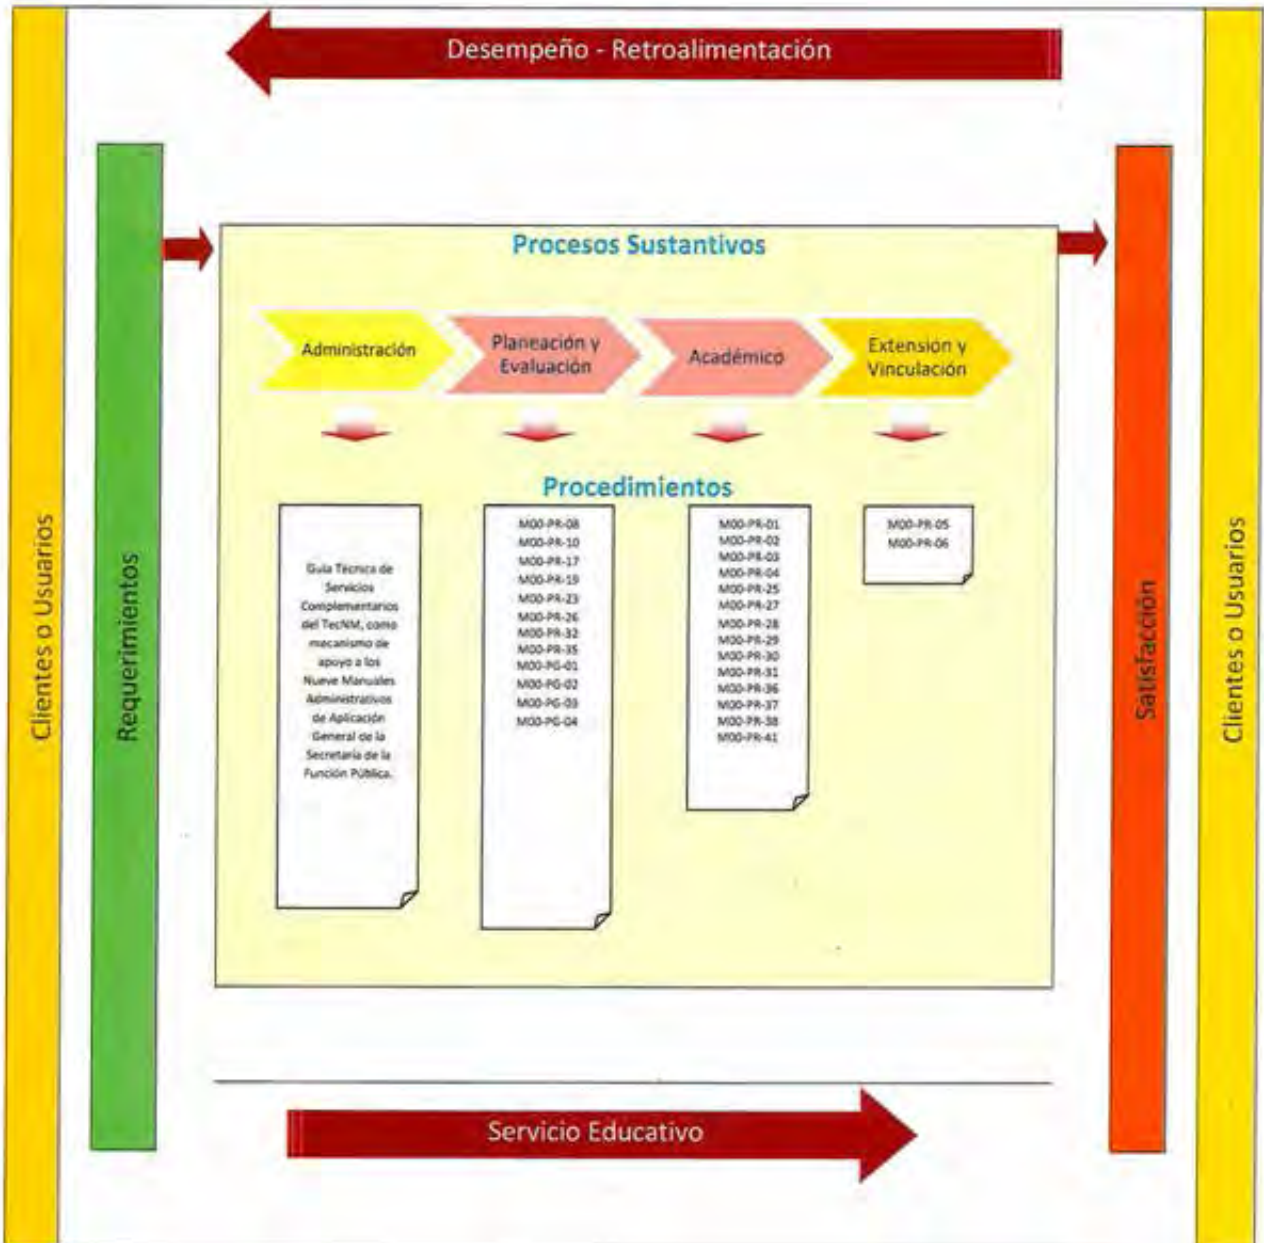 Desempeño - Retroalimentación
Clientes o Usuarios
Requerimientos
Procesos Sustantivos
Administración
Planeación y
Evaluación
Académico
Extensión y
Vinculación
Procedimientos
Guía Técnica de
Servicios
Complementarios
del TecNM, como
mecanismo de
apoyo a los
Nueve Manuales
Administrativos
de Aplicación
General de la
Secretaría de la
Función Pública.
M00-PR-08
M00-PR-10
M00-PR-17
M00-PR-19
M00-PR-23
M00-PR-26
M00-PR-32
M00-PR-35
M00-PG-01
M00-PG-02
M00-PG-03
M00-PG-04
M00-PR-01
M00-PR-02
M00-PR-03
M00-PR-04
M00-PR-25
M00-PR-27
M00-PR-28
M00-PR-29
M00-PR-30
M00-PR-31
M00-PR-36
M00-PR-37
M00-PR-38
M00-PR-41
M00-PR-05
M00-PR-06
Satisfacción
Clientes o Usuarios
Servicio Educativo